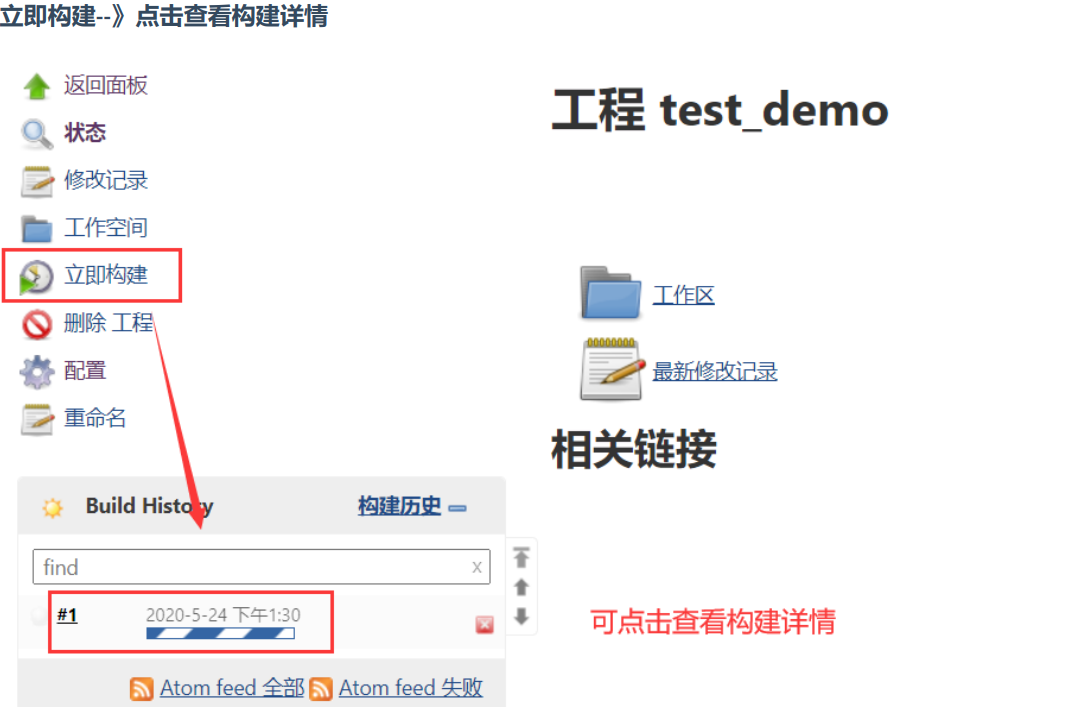 立即构建--》点击查看构建详情
返回面板
状态
修改记录
工作空间
立即构建
删除 工程
配置
重命名
工程 test_demo
工作区
最新修改记录
相关链接
Build History 构建历史
find x
#1 2020-5-24 下午1:30
可点击查看构建详情
Atom feed 全部 Atom feed 失败